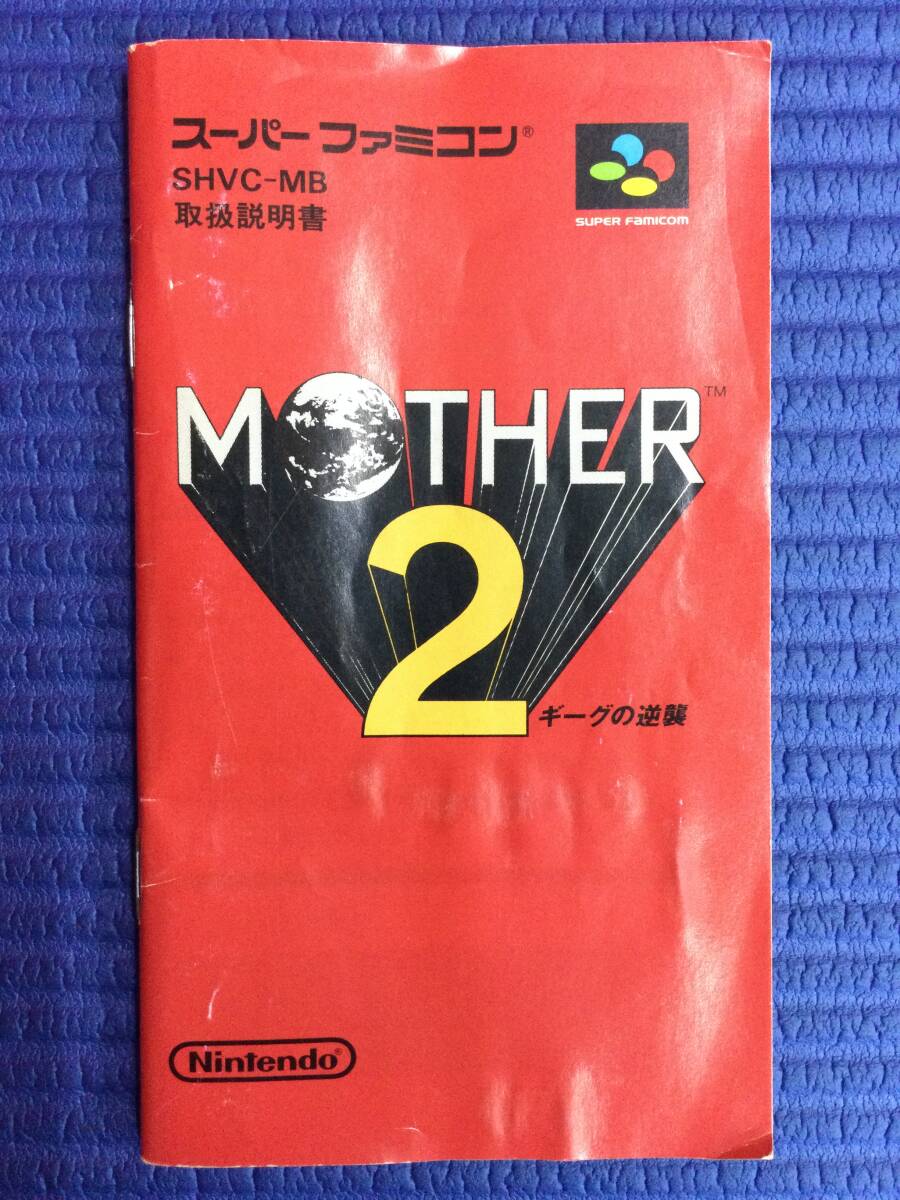 スーパーファミコン®
SHVC-MB
取扱説明書
SUPER FAMICOM
MOTHER™
2
ギーグの逆襲
Nintendo®